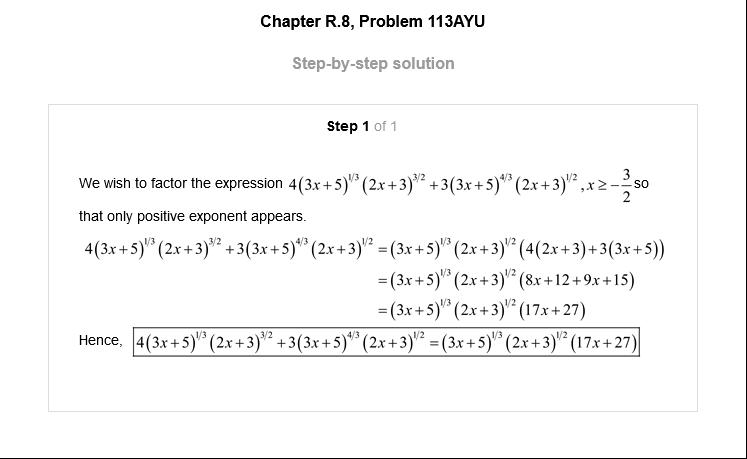 Chapter R.8, Problem 113AYU
Step-by-step solution
Step 1 of 1
We wish to factor the expression 4(3x+5)^{1/3}(2x+3)^{3/2}+3(3x+5)^{4/3}(2x+3)^{1/2}, x≥-\frac{3}{2} so
that only positive exponent appears.
4(3x+5)^{1/3}(2x+3)^{3/2}+3(3x+5)^{4/3}(2x+3)^{1/2}=(3x+5)^{1/3}(2x+3)^{1/2}(4(2x+3)+3(3x+5))
=(3x+5)^{1/3}(2x+3)^{1/2}(8x+12+9x+15)
=(3x+5)^{1/3}(2x+3)^{1/2}(17x+27)
Hence, 4(3x+5)^{1/3}(2x+3)^{3/2}+3(3x+5)^{4/3}(2x+3)^{1/2}=(3x+5)^{1/3}(2x+3)^{1/2}(17x+27)